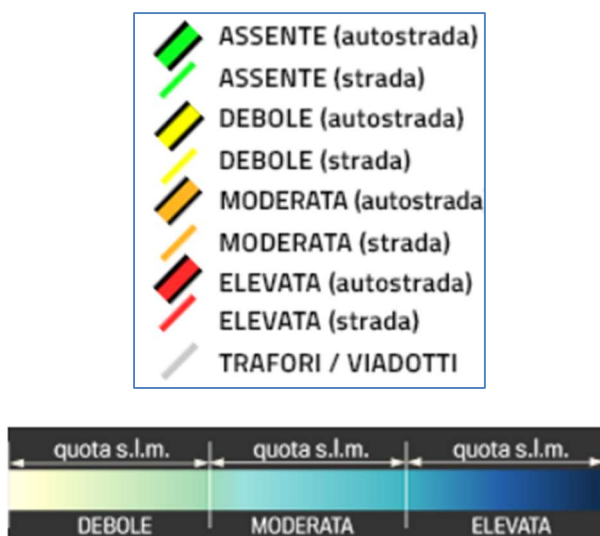 ASSENTE (autostrada)
ASSENTE (strada)
DEBOLE (autostrada)
DEBOLE (strada)
MODERATA (autostrada
MODERATA (strada)
ELEVATA (autostrada)
ELEVATA (strada)
TRAFORI / VIADOTTI
quota s.l.m. quota s.l.m. quota s.l.m.
DEBOLE MODERATA ELEVATA